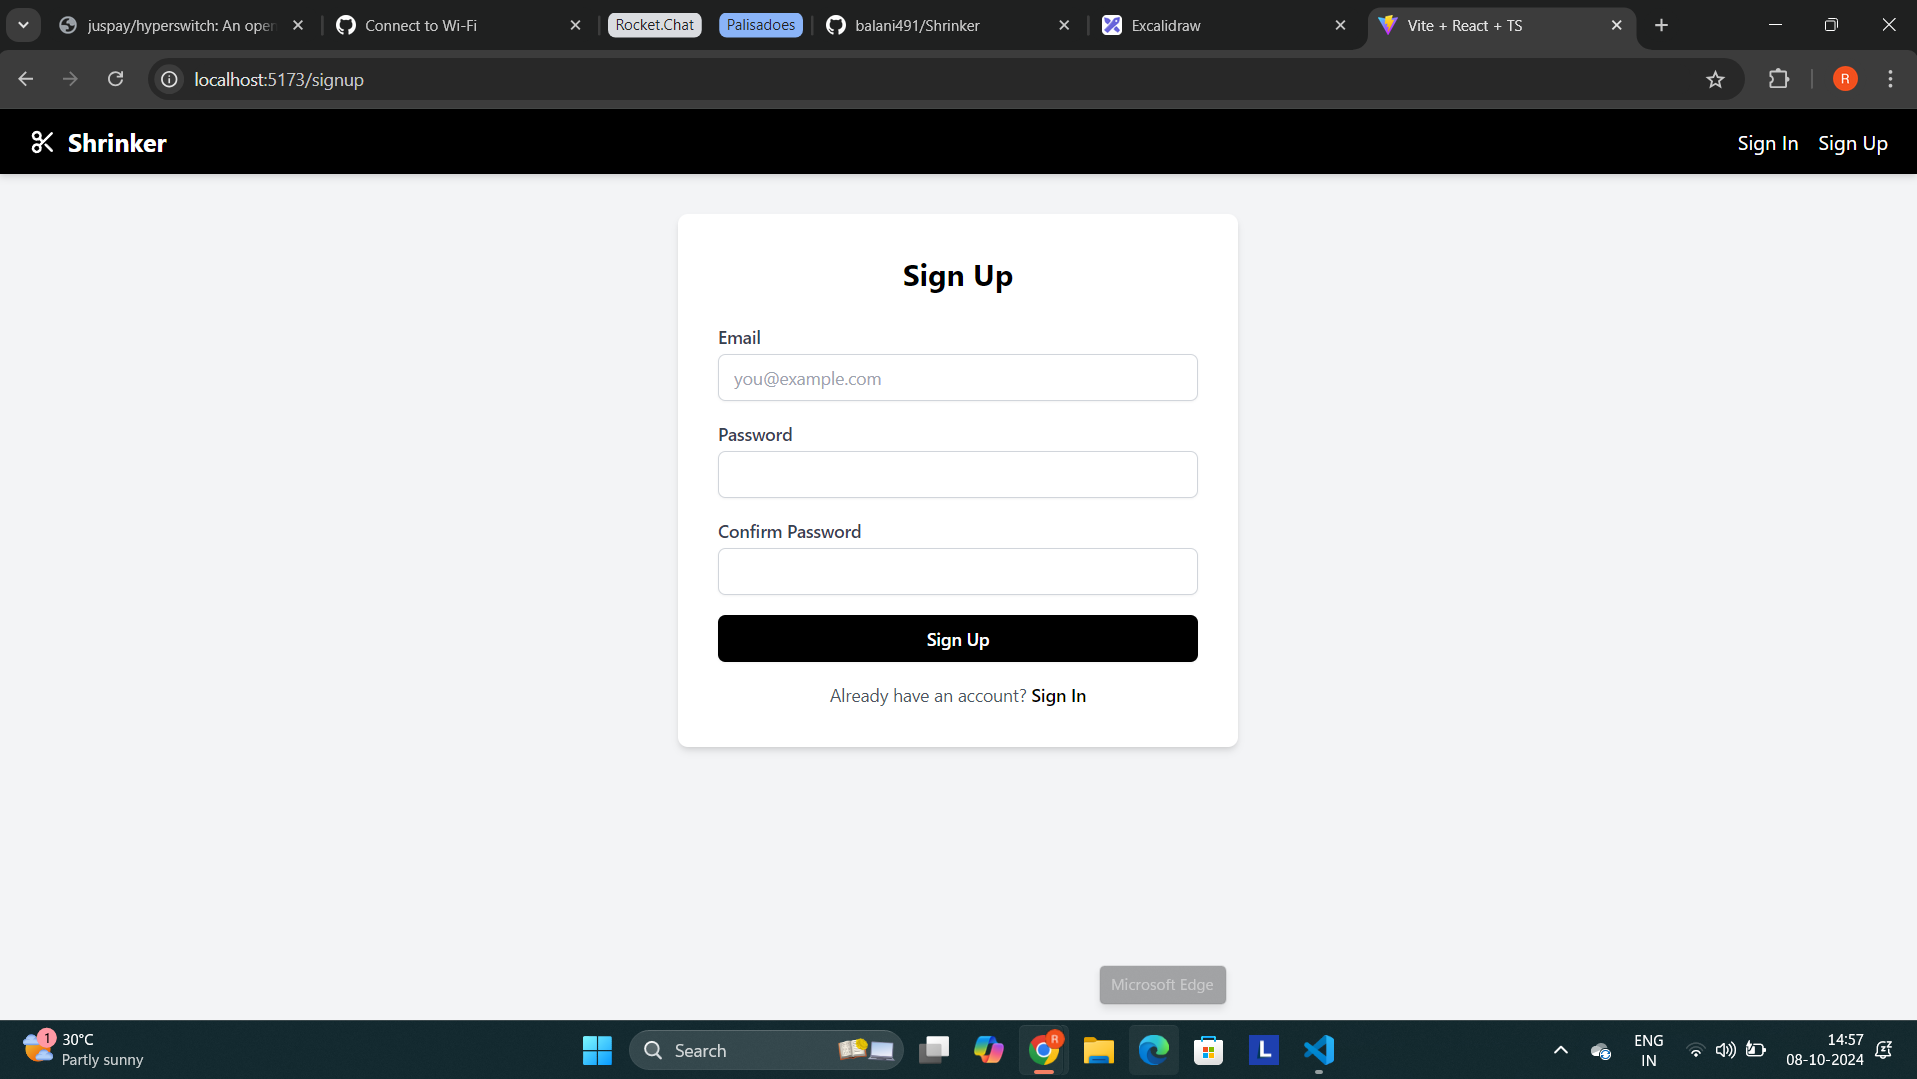 juspay/hyperswitch: An open
Connect to Wi-Fi
Rocket.Chat
Palisadoes
balani491/Shrinker
Excalidraw
Vite + React + TS
localhost:5173/signup
R
Shrinker
Sign In
Sign Up
Sign Up
Email
you@example.com
Password
Confirm Password
Sign Up
Already have an account? Sign In
Microsoft Edge
1
30°C
Partly sunny
Search
R
L
ENG
IN
14:57
08-10-2024